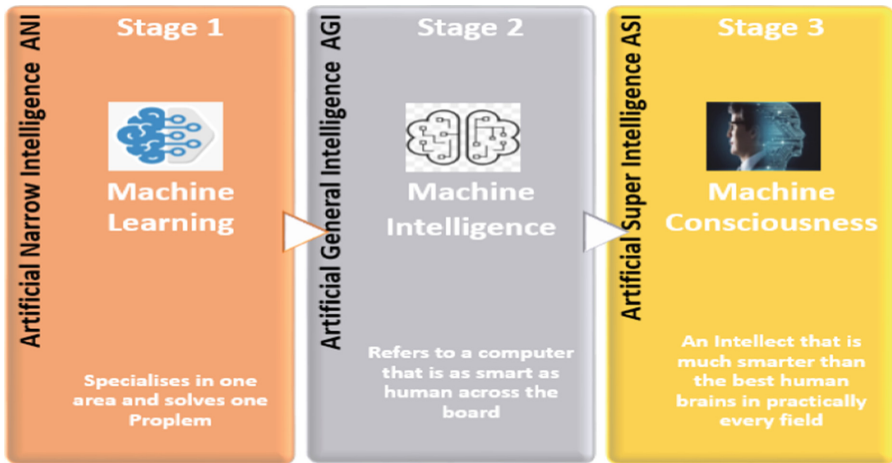 Artificial Narrow Intelligence ANI
Stage 1
Machine
Learning
Specialises in one
area and solves one
Proplem
Artificial General Intelligence AGI
Stage 2
Machine
Intelligence
Refers to a computer
that is as smart as
human across the
board
Artificial Super Intelligence ASI
Stage 3
Machine
Consciousness
An Intellect that is
much smarter than
the best human
brains in practically
every field